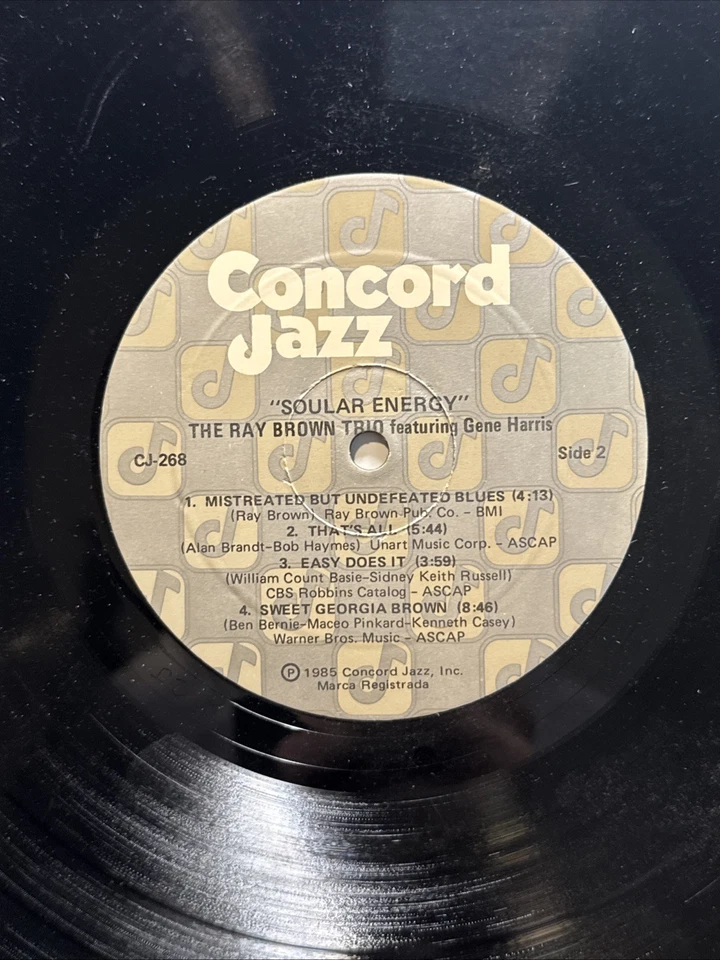 Concord
Jazz
"SOULAR ENERGY"
THE RAY BROWN TRIO featuring Gene Harris
CJ-268
Side 2
1. MISTREATED BUT UNDEFEATED BLUES (4:13)
(Ray Brown) Ray Brown Pub. Co. - BMI
2. THAT'S ALL (5:44)
(Alan Brandt-Bob Haymes) Unart Music Corp. - ASCAP
3. EASY DOES IT (3:59)
(William Count Basie-Sidney Keith Russell)
CBS Robbins Catalog - ASCAP
4. SWEET GEORGIA BROWN (8:46)
(Ben Bernie-Maceo Pinkard-Kenneth Casey)
Warner Bros. Music - ASCAP
℗ 1985 Concord Jazz, Inc.
Marca Registrada